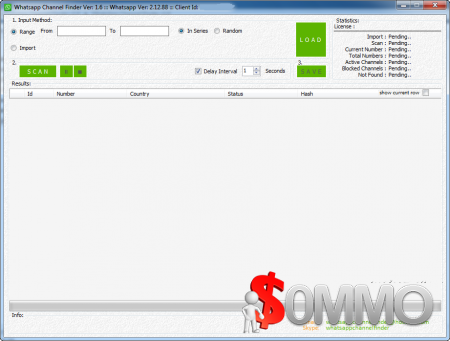 Whatsapp Channel Finder Ver: 1.6 :: Whatsapp Ver: 2.12.88 :: Client Id
1. Input Method:
Range From To In Series Random
Import
LOAD
Statistics:
License :
Import : Pending..
Scan : Pending..
Current Number : Pending..
Total Numbers : Pending..
Active Channels : Pending..
Blocked Channels : Pending..
Not Found : Pending..
2.
SCAN
Delay Interval 1 Seconds
3.
SAVE
Results:
show current row
Id Number Country Status Hash
$0MMO
Info:
Skype : whatsappchannelfinder